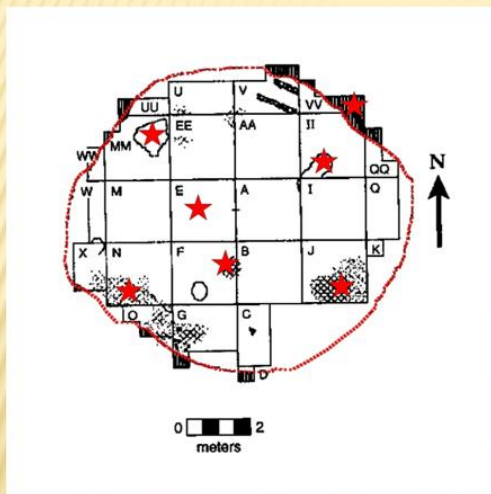 U V
UU VV
EE AA II
WW MM QQ
N
W M E A I Q
X N F B J K
O G C
D
0 2
meters